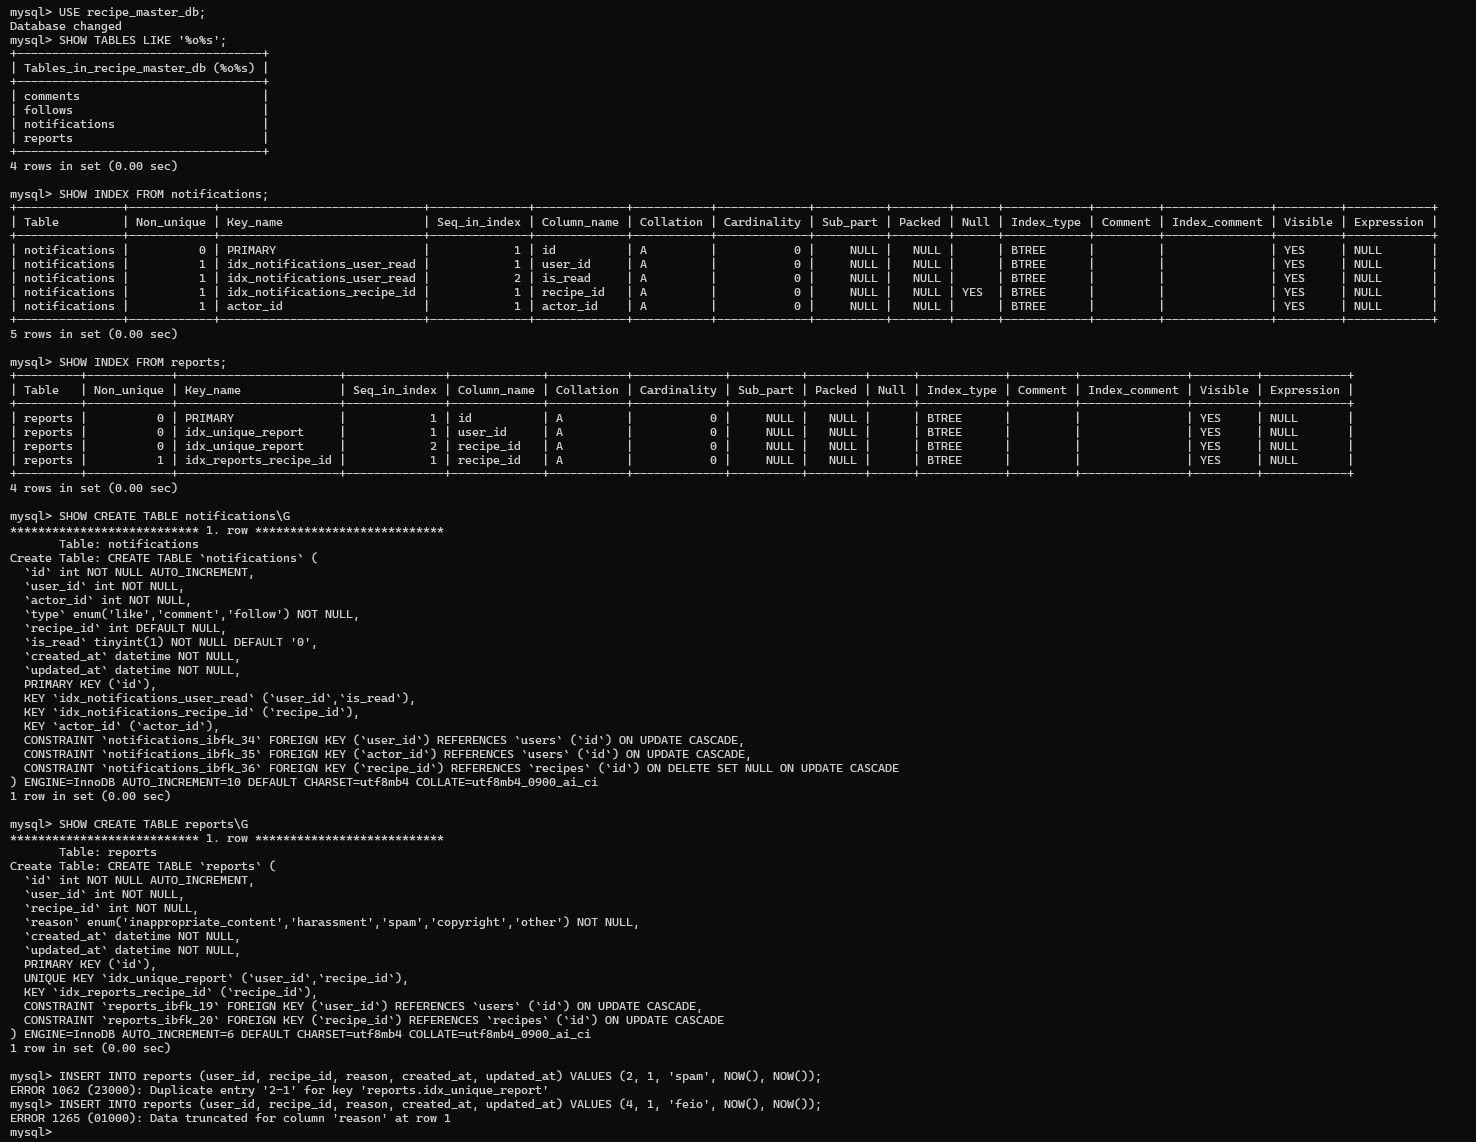 mysql> USE recipe_master_db;
Database changed
mysql> SHOW TABLES LIKE '%o%s';
+-----------------------------------+
| Tables_in_recipe_master_db (%o%s) |
+-----------------------------------+
| comments                          |
| follows                           |
| notifications                     |
| reports                           |
+-----------------------------------+
4 rows in set (0.00 sec)

mysql> SHOW INDEX FROM notifications;
+---------------+------------+-----------------------------+--------------+-------------+-----------+-------------+----------+--------+------+------------+---------+---------------+---------+------------+
| Table         | Non_unique | Key_name                    | Seq_in_index | Column_name | Collation | Cardinality | Sub_part | Packed | Null | Index_type | Comment | Index_comment | Visible | Expression |
+---------------+------------+-----------------------------+--------------+-------------+-----------+-------------+----------+--------+------+------------+---------+---------------+---------+------------+
| notifications |          0 | PRIMARY                     |            1 | id          | A         |           0 |     NULL |   NULL |      | BTREE      |         |               | YES     | NULL       |
| notifications |          1 | idx_notifications_user_read |            1 | user_id     | A         |           0 |     NULL |   NULL |      | BTREE      |         |               | YES     | NULL       |
| notifications |          1 | idx_notifications_user_read |            2 | is_read     | A         |           0 |     NULL |   NULL |      | BTREE      |         |               | YES     | NULL       |
| notifications |          1 | idx_notifications_recipe_id |            1 | recipe_id   | A         |           0 |     NULL |   NULL | YES  | BTREE      |         |               | YES     | NULL       |
| notifications |          1 | actor_id                    |            1 | actor_id    | A         |           0 |     NULL |   NULL |      | BTREE      |         |               | YES     | NULL       |
+---------------+------------+-----------------------------+--------------+-------------+-----------+-------------+----------+--------+------+------------+---------+---------------+---------+------------+
5 rows in set (0.00 sec)

mysql> SHOW INDEX FROM reports;
+---------+------------+-----------------------+--------------+-------------+-----------+-------------+----------+--------+------+------------+---------+---------------+---------+------------+
| Table   | Non_unique | Key_name              | Seq_in_index | Column_name | Collation | Cardinality | Sub_part | Packed | Null | Index_type | Comment | Index_comment | Visible | Expression |
+---------+------------+-----------------------+--------------+-------------+-----------+-------------+----------+--------+------+------------+---------+---------------+---------+------------+
| reports |          0 | PRIMARY               |            1 | id          | A         |           0 |     NULL |   NULL |      | BTREE      |         |               | YES     | NULL       |
| reports |          0 | idx_unique_report     |            1 | user_id     | A         |           0 |     NULL |   NULL |      | BTREE      |         |               | YES     | NULL       |
| reports |          0 | idx_unique_report     |            2 | recipe_id   | A         |           0 |     NULL |   NULL |      | BTREE      |         |               | YES     | NULL       |
| reports |          1 | idx_reports_recipe_id |            1 | recipe_id   | A         |           0 |     NULL |   NULL |      | BTREE      |         |               | YES     | NULL       |
+---------+------------+-----------------------+--------------+-------------+-----------+-------------+----------+--------+------+------------+---------+---------------+---------+------------+
4 rows in set (0.00 sec)

mysql> SHOW CREATE TABLE notifications\G
*************************** 1. row ***************************
       Table: notifications
Create Table: CREATE TABLE `notifications` (
  `id` int NOT NULL AUTO_INCREMENT,
  `user_id` int NOT NULL,
  `actor_id` int NOT NULL,
  `type` enum('like','comment','follow') NOT NULL,
  `recipe_id` int DEFAULT NULL,
  `is_read` tinyint(1) NOT NULL DEFAULT '0',
  `created_at` datetime NOT NULL,
  `updated_at` datetime NOT NULL,
  PRIMARY KEY (`id`),
  KEY `idx_notifications_user_read` (`user_id`,`is_read`),
  KEY `idx_notifications_recipe_id` (`recipe_id`),
  KEY `actor_id` (`actor_id`),
  CONSTRAINT `notifications_ibfk_34` FOREIGN KEY (`user_id`) REFERENCES `users` (`id`) ON UPDATE CASCADE,
  CONSTRAINT `notifications_ibfk_35` FOREIGN KEY (`actor_id`) REFERENCES `users` (`id`) ON UPDATE CASCADE,
  CONSTRAINT `notifications_ibfk_36` FOREIGN KEY (`recipe_id`) REFERENCES `recipes` (`id`) ON DELETE SET NULL ON UPDATE CASCADE
) ENGINE=InnoDB AUTO_INCREMENT=10 DEFAULT CHARSET=utf8mb4 COLLATE=utf8mb4_0900_ai_ci
1 row in set (0.00 sec)

mysql> SHOW CREATE TABLE reports\G
*************************** 1. row ***************************
       Table: reports
Create Table: CREATE TABLE `reports` (
  `id` int NOT NULL AUTO_INCREMENT,
  `user_id` int NOT NULL,
  `recipe_id` int NOT NULL,
  `reason` enum('inappropriate_content','harassment','spam','copyright','other') NOT NULL,
  `created_at` datetime NOT NULL,
  `updated_at` datetime NOT NULL,
  PRIMARY KEY (`id`),
  UNIQUE KEY `idx_unique_report` (`user_id`,`recipe_id`),
  KEY `idx_reports_recipe_id` (`recipe_id`),
  CONSTRAINT `reports_ibfk_19` FOREIGN KEY (`user_id`) REFERENCES `users` (`id`) ON UPDATE CASCADE,
  CONSTRAINT `reports_ibfk_20` FOREIGN KEY (`recipe_id`) REFERENCES `recipes` (`id`) ON UPDATE CASCADE
) ENGINE=InnoDB AUTO_INCREMENT=6 DEFAULT CHARSET=utf8mb4 COLLATE=utf8mb4_0900_ai_ci
1 row in set (0.00 sec)

mysql> INSERT INTO reports (user_id, recipe_id, reason, created_at, updated_at) VALUES (2, 1, 'spam', NOW(), NOW());
ERROR 1062 (23000): Duplicate entry '2-1' for key 'reports.idx_unique_report'
mysql> INSERT INTO reports (user_id, recipe_id, reason, created_at, updated_at) VALUES (4, 1, 'feio', NOW(), NOW());
ERROR 1265 (01000): Data truncated for column 'reason' at row 1
mysql>